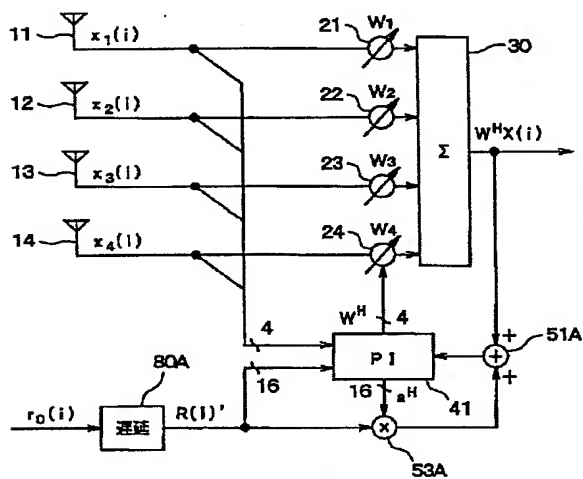 11
x1(i)
21
W1
30
12
x2(i)
22
W2
WHX(i)
13
x3(i)
23
W3
Σ
14
x4(i)
24
W4
WH
4
51A
+
+
+
4
16
P I
41
80A
16
aH
r0(i)
遅延
R(i)'
×
53A